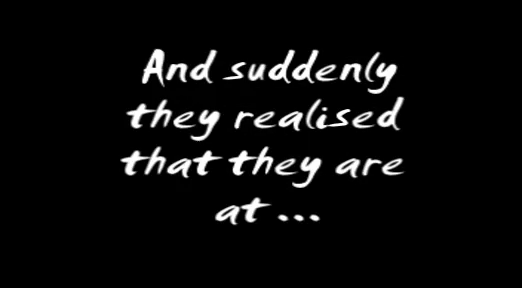 And suddenly
they realised
that they are
at ...